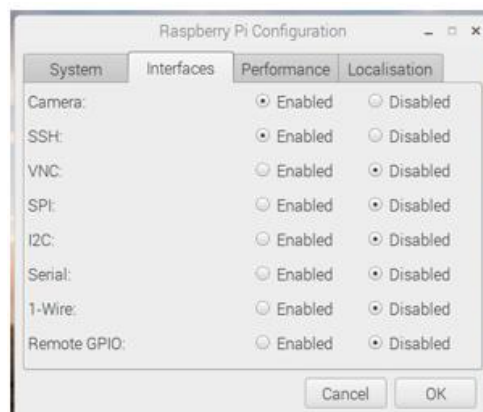 Raspberry Pi Configuration
System Interfaces Performance Localisation
Camera: Enabled Disabled
SSH: Enabled Disabled
VNC: Enabled Disabled
SPI: Enabled Disabled
I2C: Enabled Disabled
Serial: Enabled Disabled
1-Wire: Enabled Disabled
Remote GPIO: Enabled Disabled
Cancel OK